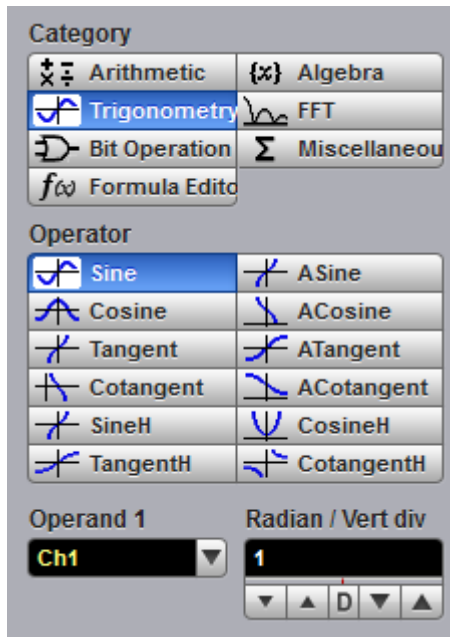 Category
Arithmetic {x} Algebra
Trigonometry FFT
Bit Operation Σ Miscellaneou
f(x) Formula Edito
Operator
Sine ASine
Cosine ACosine
Tangent ATangent
Cotangent ACotangent
SineH CosineH
TangentH CotangentH
Operand 1 Radian / Vert div
Ch1 1
D